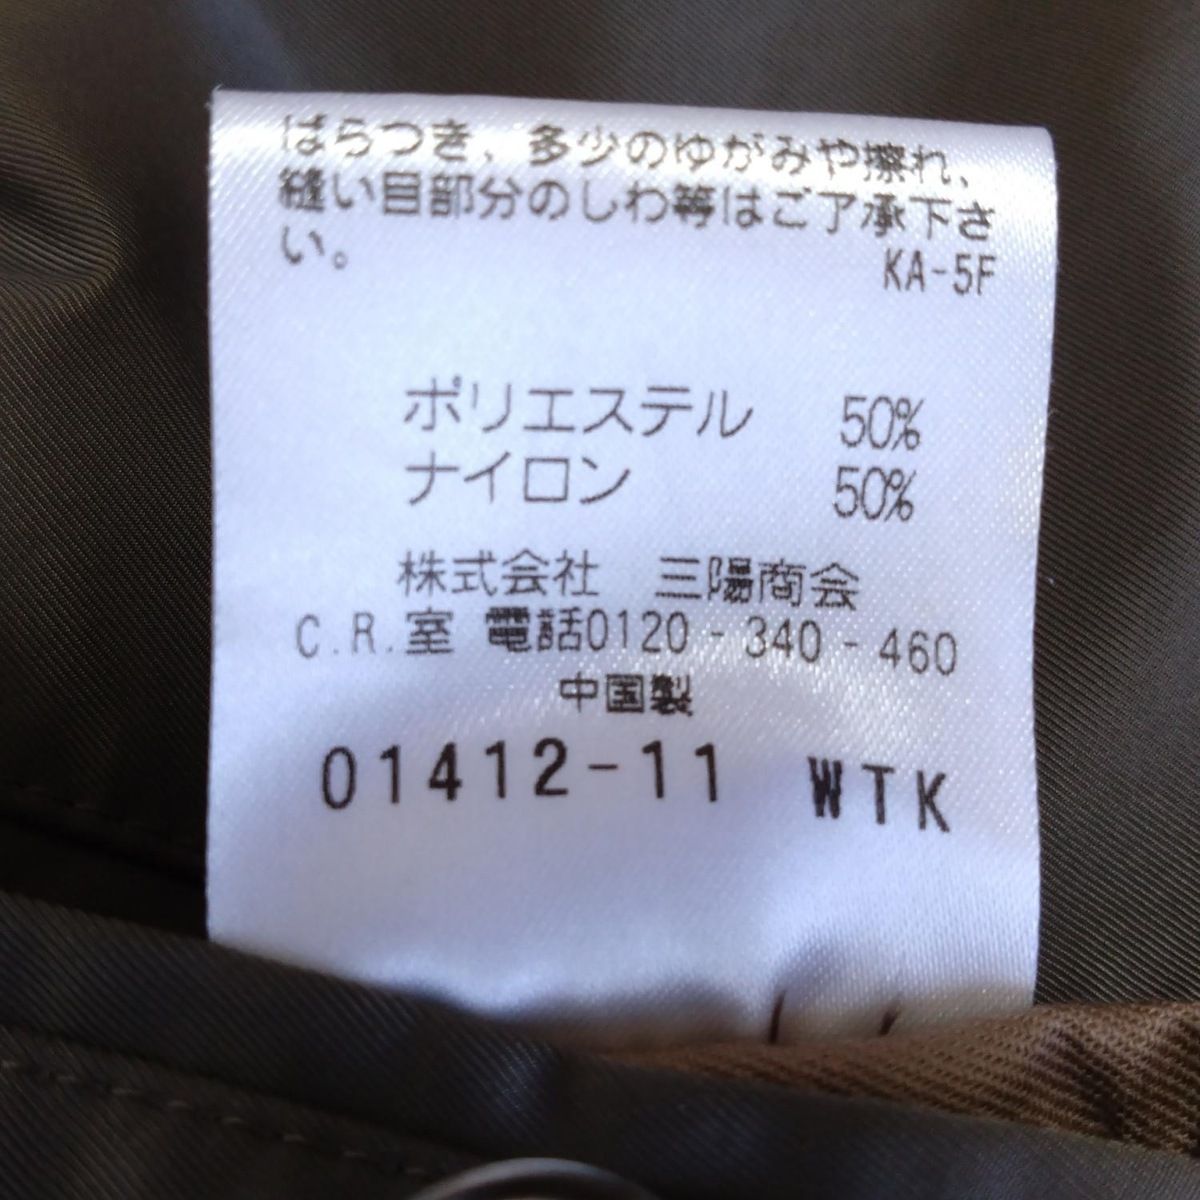 ばらつき、多少のゆがみや擦れ、
縫い目部分のしわ等はご了承下さ
い。 KA-5F
ポリエステル 50%
ナイロン 50%
株式会社 三陽商会
C.R.室 電話0120-340-460
中国製
01412-11 WTK